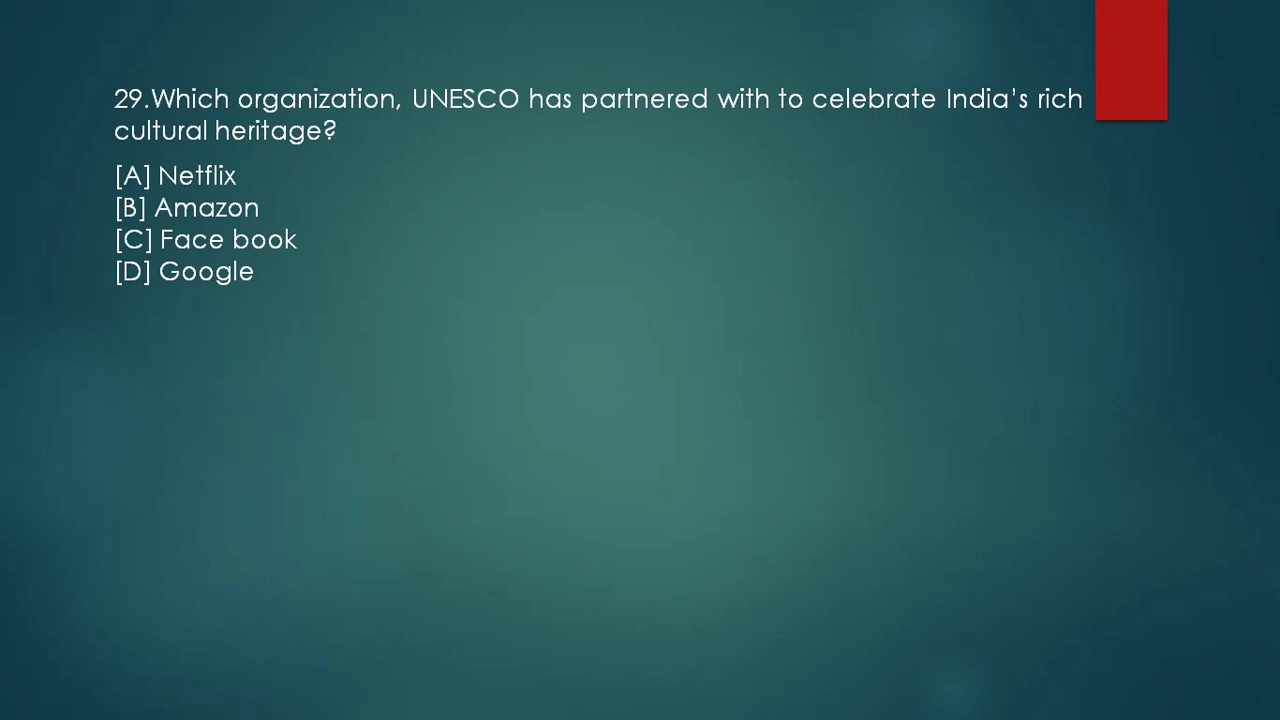 29.Which organization, UNESCO has partnered with to celebrate India’s rich
cultural heritage?
[A] Netflix
[B] Amazon
[C] Face book
[D] Google